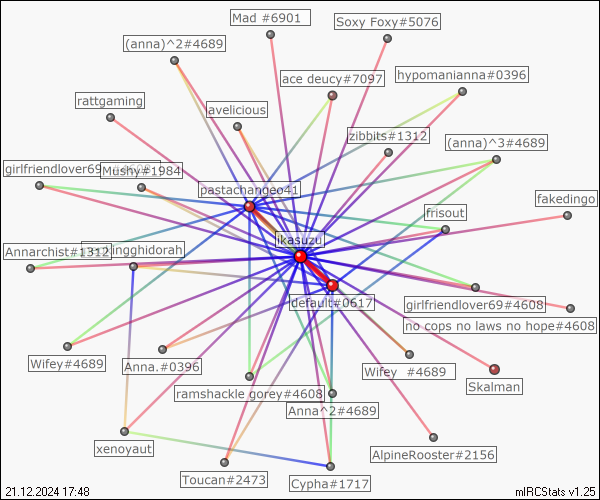 Mad #6901
Soxy Foxy#5076
(anna)^2#4689
ace deucy#7097
hypomanianna#0396
rattgaming
avelicious
zibbits#1312
(anna)^3#4689
girlfriendlover69#4608
Mushy#1984
pastachangeo41
fakedingo
frisout
ikasuzu
Annarchist#1312
ingghidorah
default#0617
girlfriendlover69#4608
no cops no laws no hope#4608
Wifey#4689
Anna.#0396
Wifey #4689
Skalman
ramshackle gorey#4608
Anna^2#4689
xenoyaut
AlpineRooster#2156
Toucan#2473
Cypha#1717
21.12.2024 17:48
mIRCStats v1.25